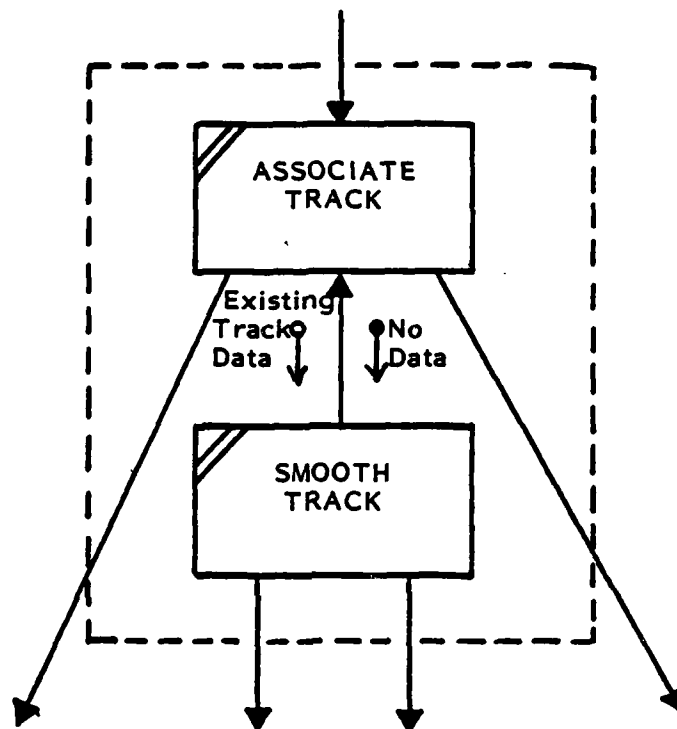 ASSOCIATE
TRACK
Existing
Track
Data
No
Data
SMOOTH
TRACK